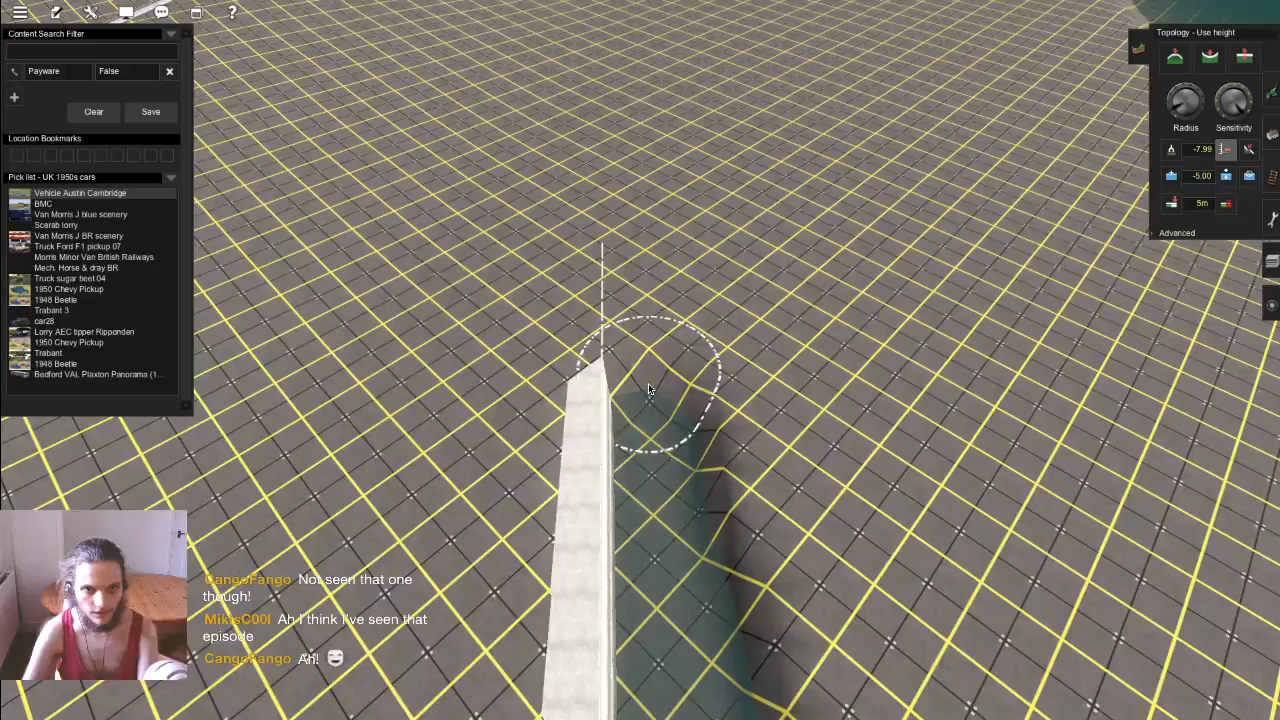 Content Search Filter
Payware False
Clear Save
Location Bookmarks
Pick list - UK 1950s cars
Vehicle Austin Cambridge
BMC
Van Morris J blue scenery
Scarab lorry
Van Morris J BR scenery
Truck Ford F1 pickup 07
Morris Minor Van British Railways
Mech. Horse & dray BR
Truck sugar beet 04
1950 Chevy Pickup
1948 Beetle
Trabant 3
car28
Lorry AEC tipper Ripponden
1950 Chevy Pickup
Trabant
1948 Beetle
Bedford VAL Plaxton Panorama (1...
Topology - Use height
Radius Sensitivity
-7.99
-5.00
5m
Advanced
CangoFango Not seen that one
though!
MikisC00l Ah I think I've seen that
episode
CangoFango Ah!